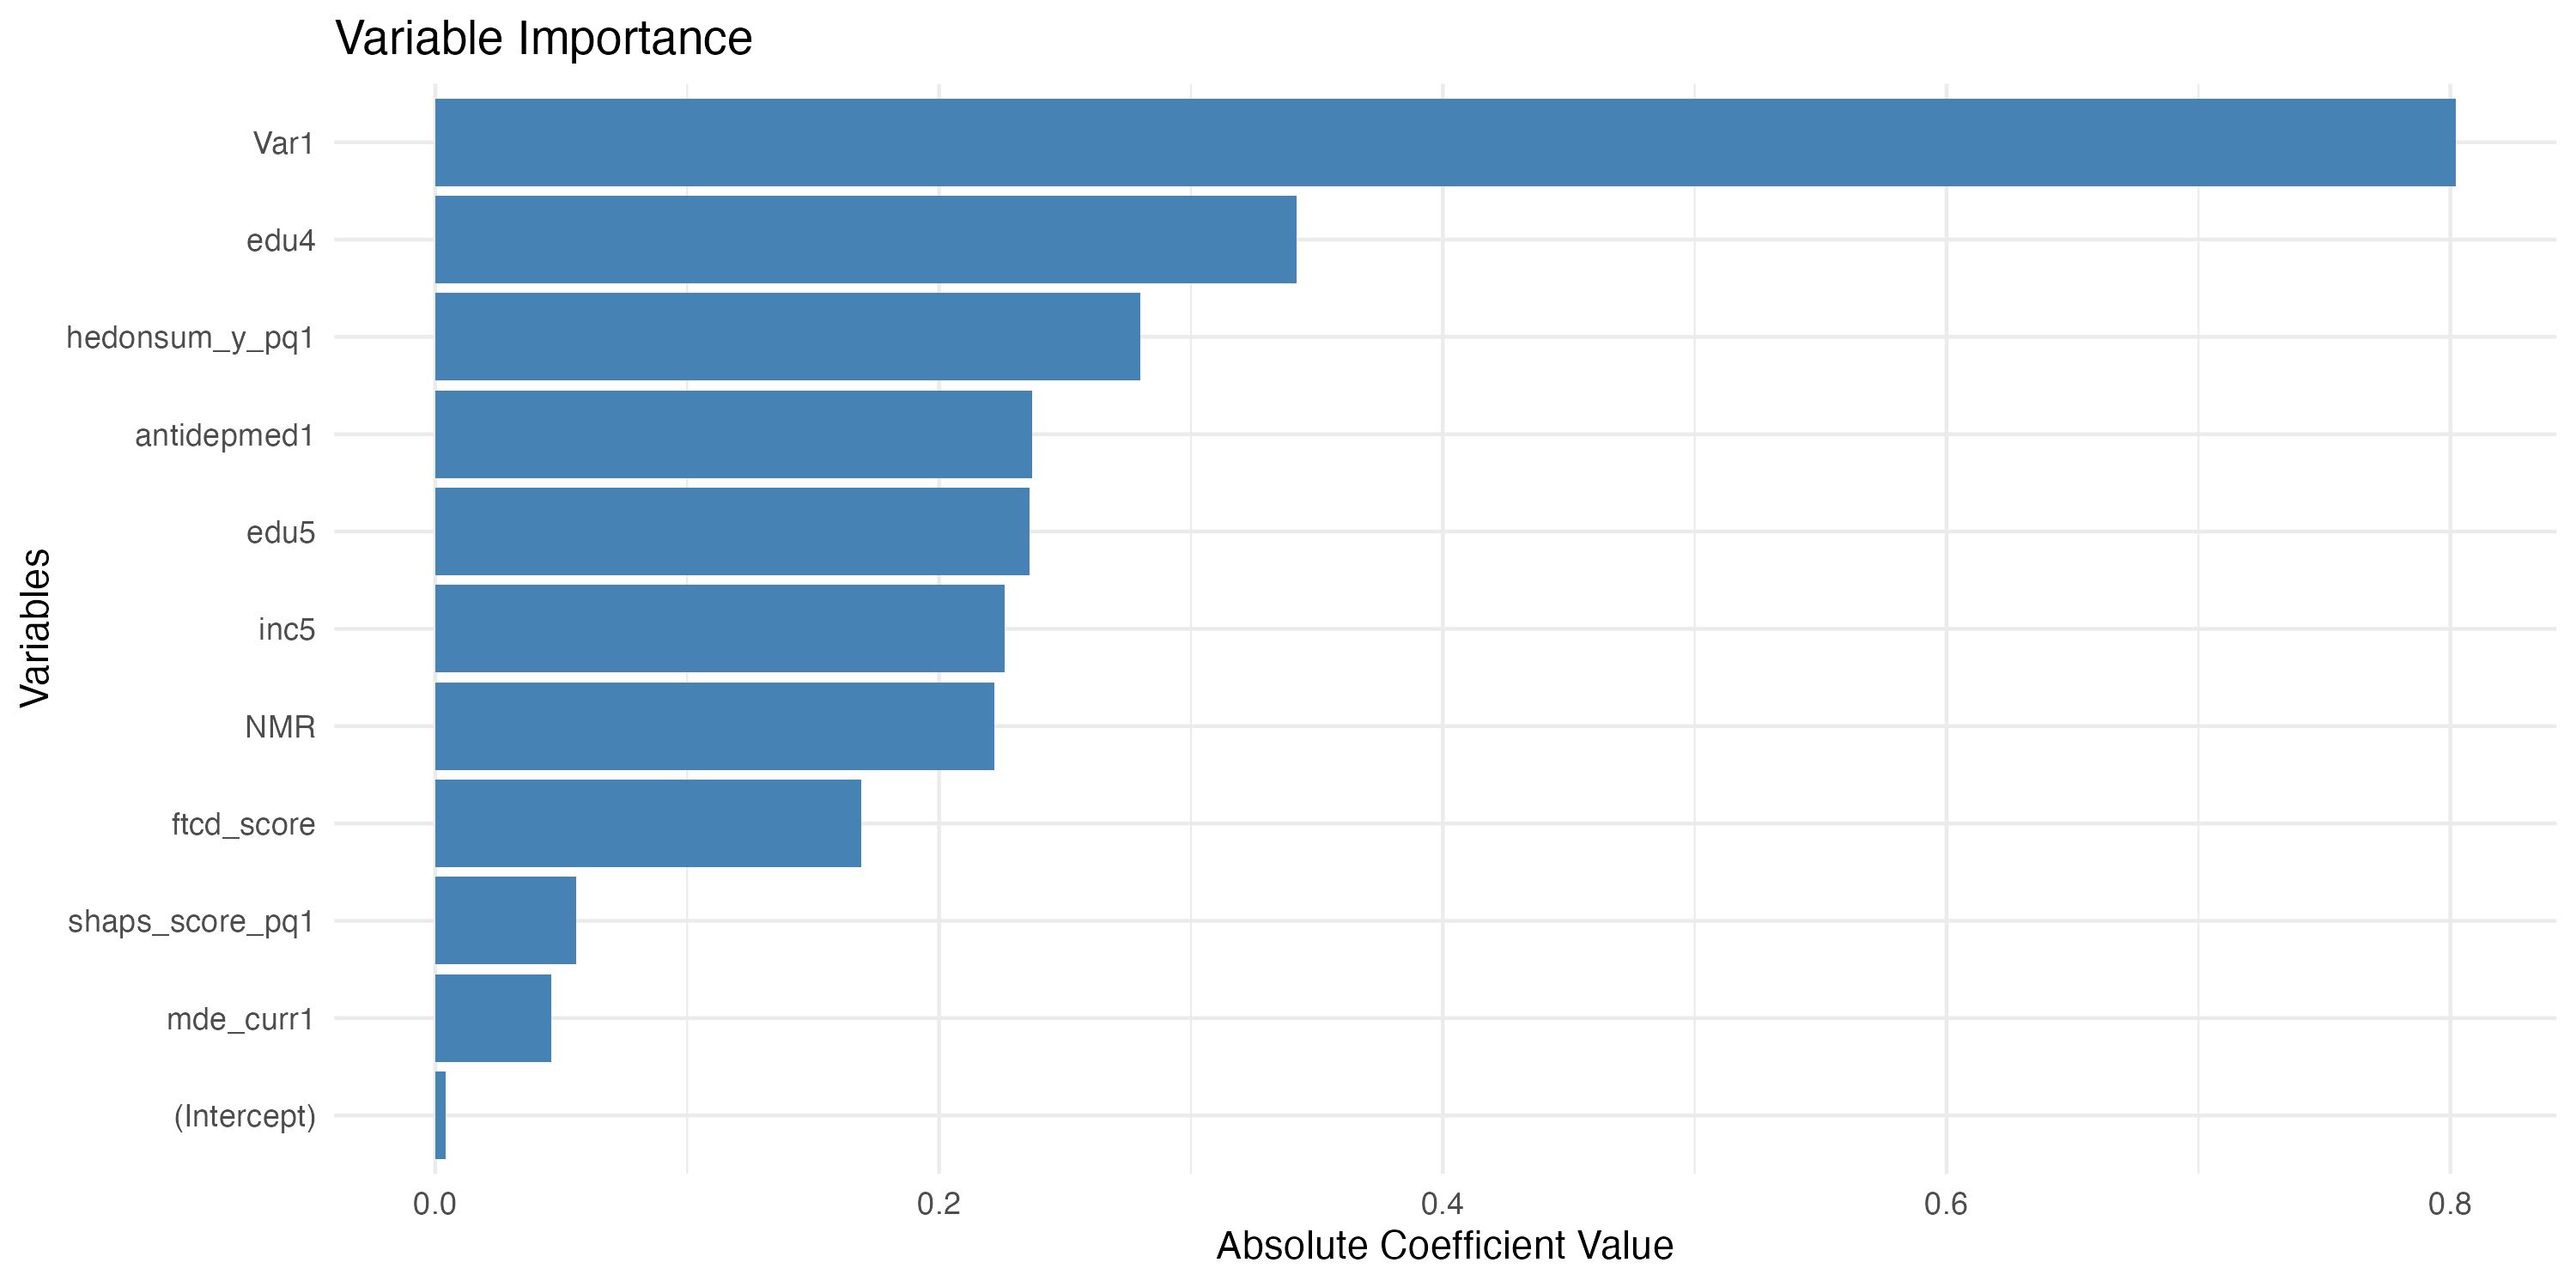 Variable Importance
Var1
edu4
hedonsum_y_pq1
antidepmed1
edu5
inc5
NMR
ftcd_score
shaps_score_pq1
mde_curr1
(Intercept)
Variables
0.0 0.2 0.4 0.6 0.8
Absolute Coefficient Value